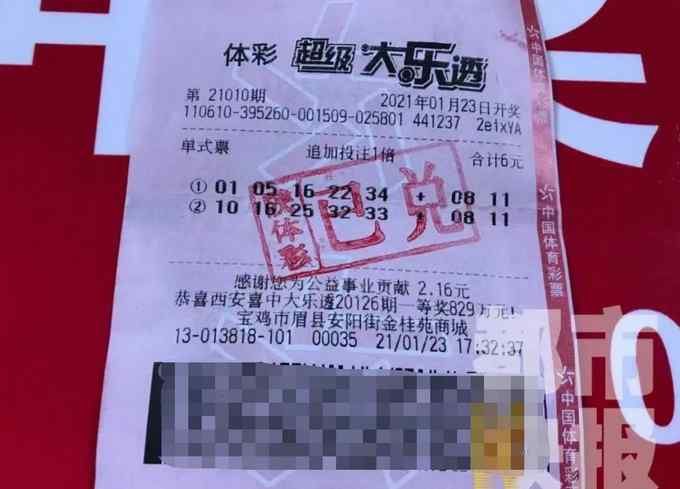 体彩 超级大乐透
第 21010期 2021年01月23日开奖
110610-395260-001509-025801 441237 2eixYA
单式票 追加投注1倍 合计6元
① 01 05 16 22 34 + 08 11
② 10 16 25 32 33 + 08 11
陕体彩 已兑
感谢您为公益事业贡献 2.16元
恭喜西安喜中大乐透20126期一等奖829万元!
宝鸡市眉县安阳街金桂苑商城
13-013818-101 00035 21/01/23 17:32:37
中国体育彩票
中国体育彩票
中国体育彩票
都市
快报